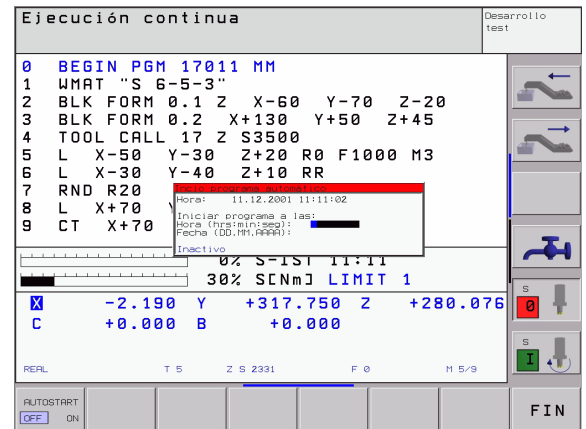 Ejecución continua
Desarrollo
test
0 BEGIN PGM 17011 MM
1 WMAT "S 6-5-3"
2 BLK FORM 0.1 Z X-60 Y-70 Z-20
3 BLK FORM 0.2 X+130 Y+50 Z+45
4 TOOL CALL 17 Z S3500
5 L X-50 Y-30 Z+20 R0 F1000 M3
6 L X-30 Y-40 Z+10 RR
7 RND R20
8 L X+70
9 CT X+70
Incio programa automatico
Hora: 11.12.2001 11:11:02
Iniciar programa a las:
Hora (hrs:min:seg):
Fecha (DD.MM.AAAA):
Inactivo
0% S-IST 11:11
30% S[Nm] LIMIT 1
X -2.190 Y +317.750 Z +280.076
C +0.000 B +0.000
REAL T 5 Z S 2331 F 0 M 5/9
S
0
S
I
AUTOSTART
OFF ON
FIN